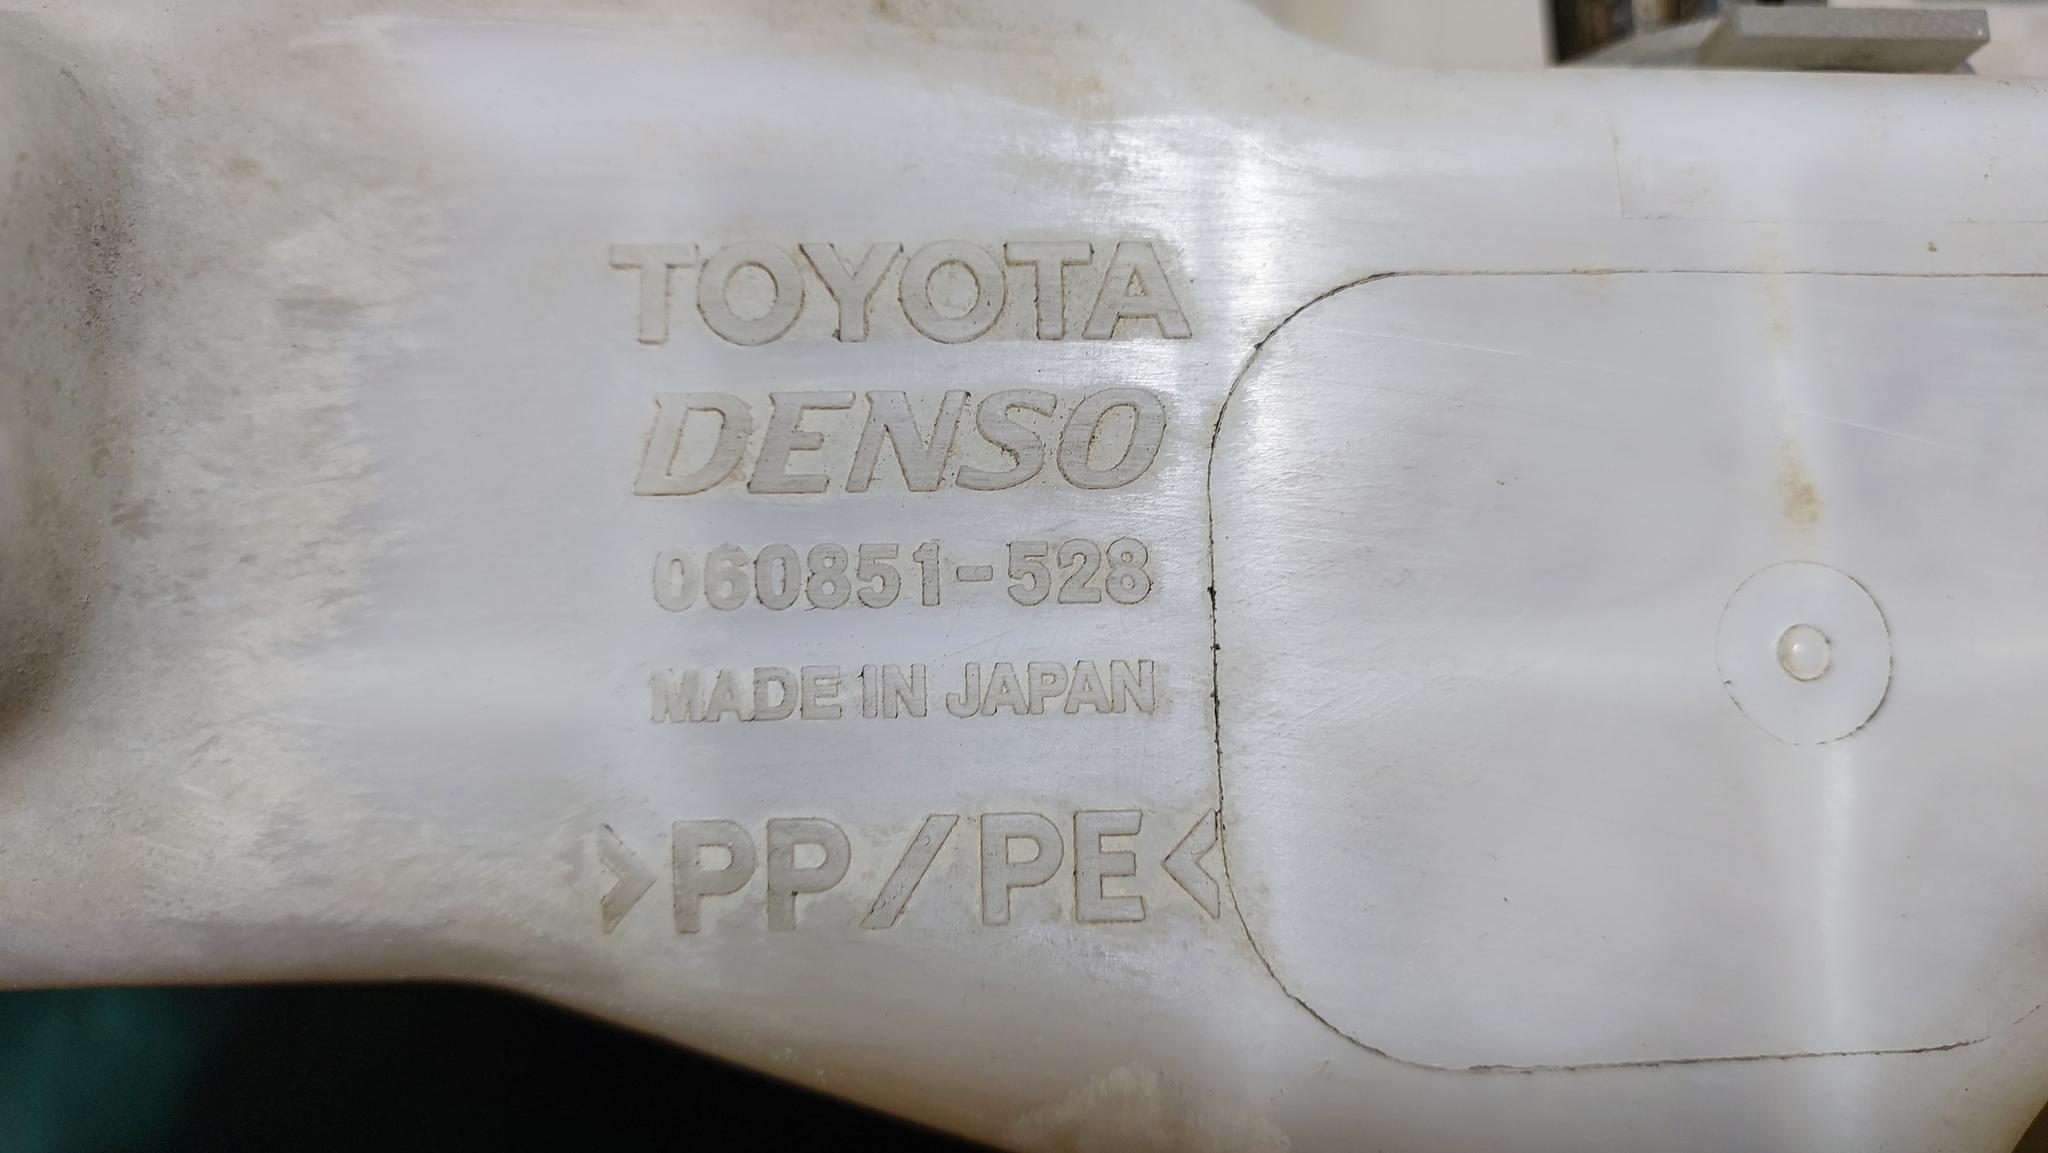 TOYOTA
DENSO
060851-528
MADE IN JAPAN
>PP/PE<